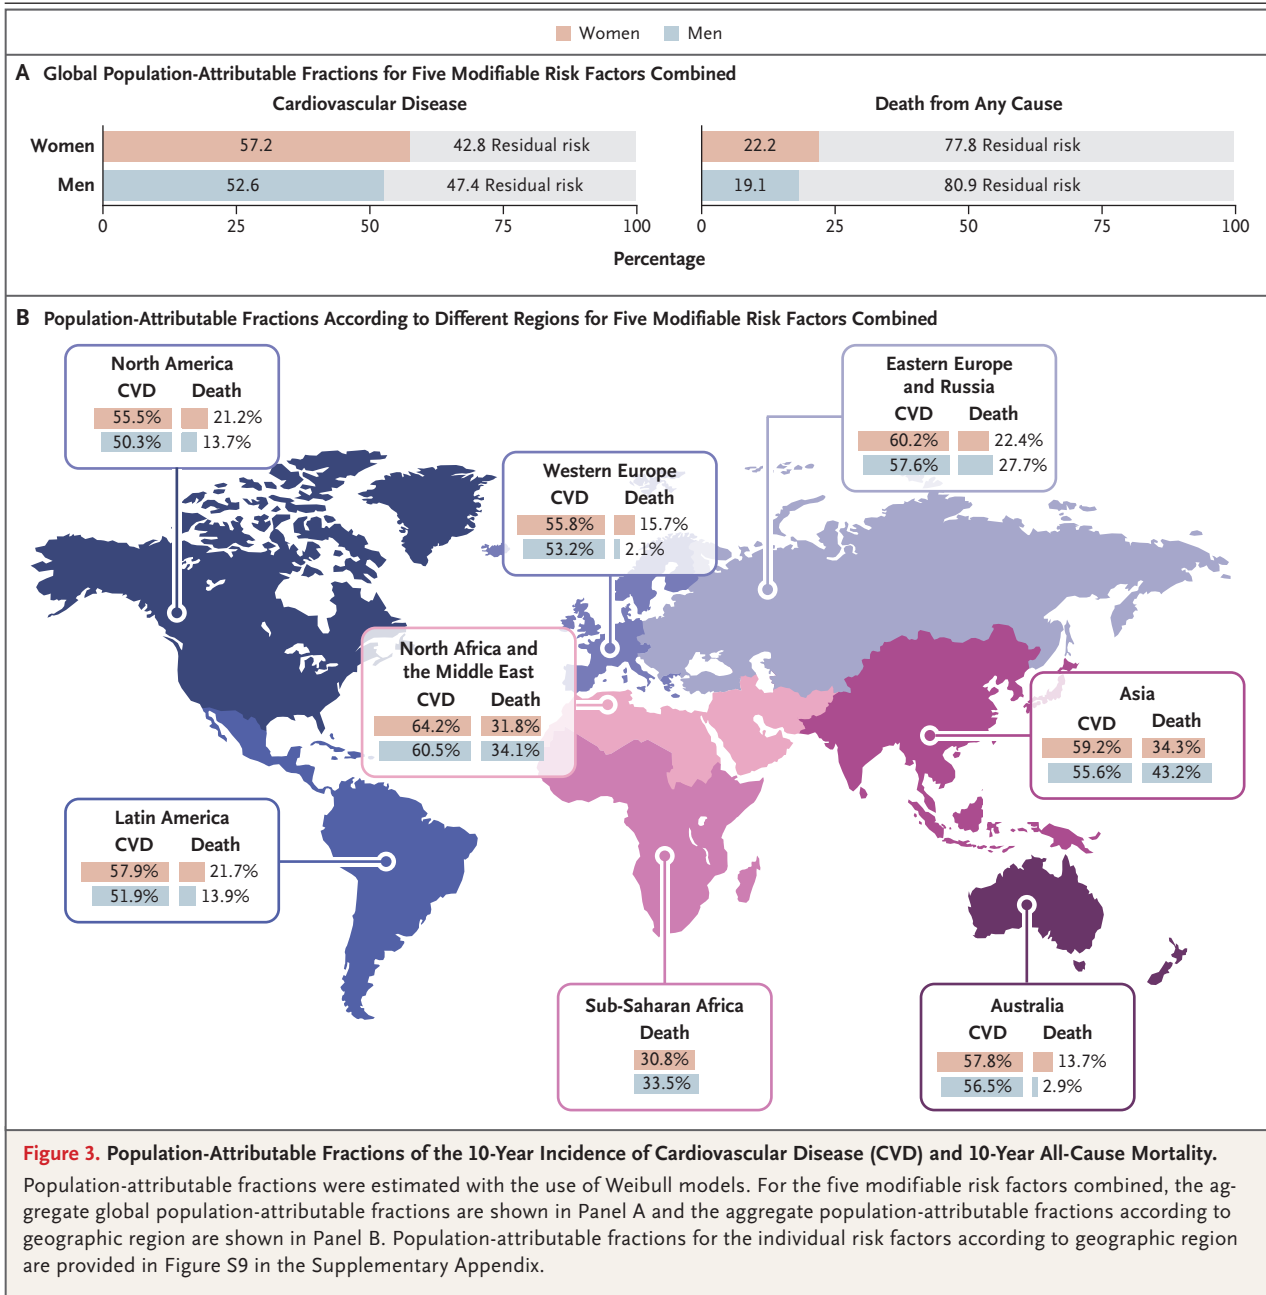 Women Men
A Global Population-Attributable Fractions for Five Modifiable Risk Factors Combined
Cardiovascular Disease
Women 57.2 42.8 Residual risk
Men 52.6 47.4 Residual risk
0 25 50 75 100
Death from Any Cause
22.2 77.8 Residual risk
19.1 80.9 Residual risk
0 25 50 75 100
Percentage
B Population-Attributable Fractions According to Different Regions for Five Modifiable Risk Factors Combined
North America
CVD Death
55.5% 21.2%
50.3% 13.7%
Eastern Europe
and Russia
CVD Death
60.2% 22.4%
57.6% 27.7%
Western Europe
CVD Death
55.8% 15.7%
53.2% 2.1%
North Africa and
the Middle East
CVD Death
64.2% 31.8%
60.5% 34.1%
Asia
CVD Death
59.2% 34.3%
55.6% 43.2%
Latin America
CVD Death
57.9% 21.7%
51.9% 13.9%
Sub-Saharan Africa
Death
30.8%
33.5%
Australia
CVD Death
57.8% 13.7%
56.5% 2.9%
Figure 3. Population-Attributable Fractions of the 10-Year Incidence of Cardiovascular Disease (CVD) and 10-Year All-Cause Mortality.
Population-attributable fractions were estimated with the use of Weibull models. For the five modifiable risk factors combined, the ag-
gregate global population-attributable fractions are shown in Panel A and the aggregate population-attributable fractions according to
geographic region are shown in Panel B. Population-attributable fractions for the individual risk factors according to geographic region
are provided in Figure S9 in the Supplementary Appendix.